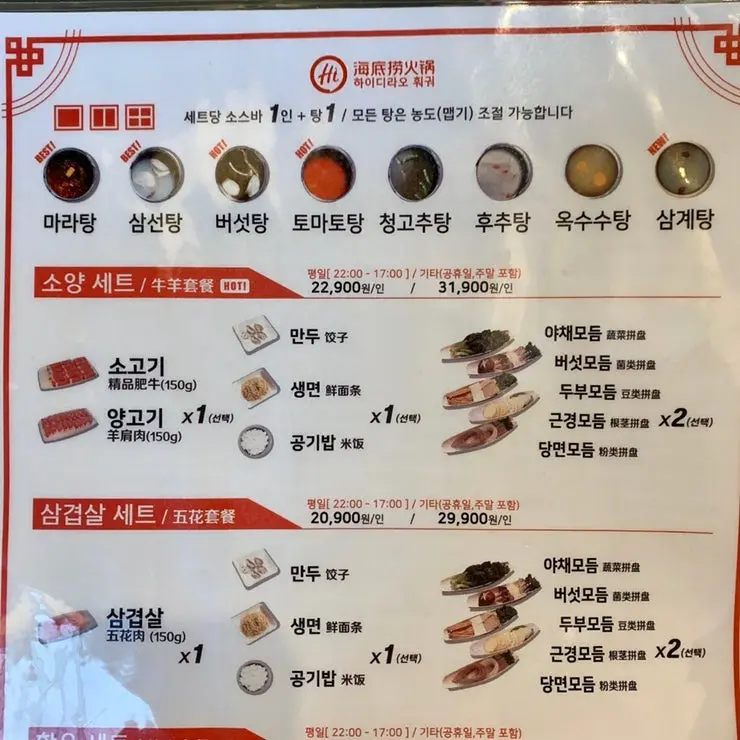 Hi 海底捞火锅
하이디라오 훠궈
세트당 소스바 1인 + 탕1 / 모든 탕은 농도(맵기) 조절 가능합니다
BEST! BEST! HOT! HOT! NEW!
마라탕 삼선탕 버섯탕 토마토탕 청고추탕 후추탕 옥수수탕 삼계탕
소양 세트 / 牛羊套餐 HOT!
평일[ 22:00 - 17:00 ] / 기타(공휴일,주말 포함)
22,900원/인 / 31,900원/인
소고기
精品肥牛(150g)
양고기
羊肩肉(150g)
X1(선택)
만두 饺子
생면 鲜面条
공기밥 米饭
X1(선택)
야채모듬 蔬菜拼盘
버섯모듬 菌类拼盘
두부모듬 豆类拼盘
근경모듬 根茎拼盘
당면모듬 粉类拼盘
X2(선택)
삼겹살 세트 / 五花套餐
평일[ 22:00 - 17:00 ] / 기타(공휴일,주말 포함)
20,900원/인 / 29,900원/인
삼겹살
五花肉 (150g)
X1
만두 饺子
생면 鲜面条
공기밥 米饭
X1(선택)
야채모듬 蔬菜拼盘
버섯모듬 菌类拼盘
두부모듬 豆类拼盘
근경모듬 根茎拼盘
당면모듬 粉类拼盘
X2(선택)
평일[ 22:00 - 17:00 ] / 기타(공휴일,주말 포함)